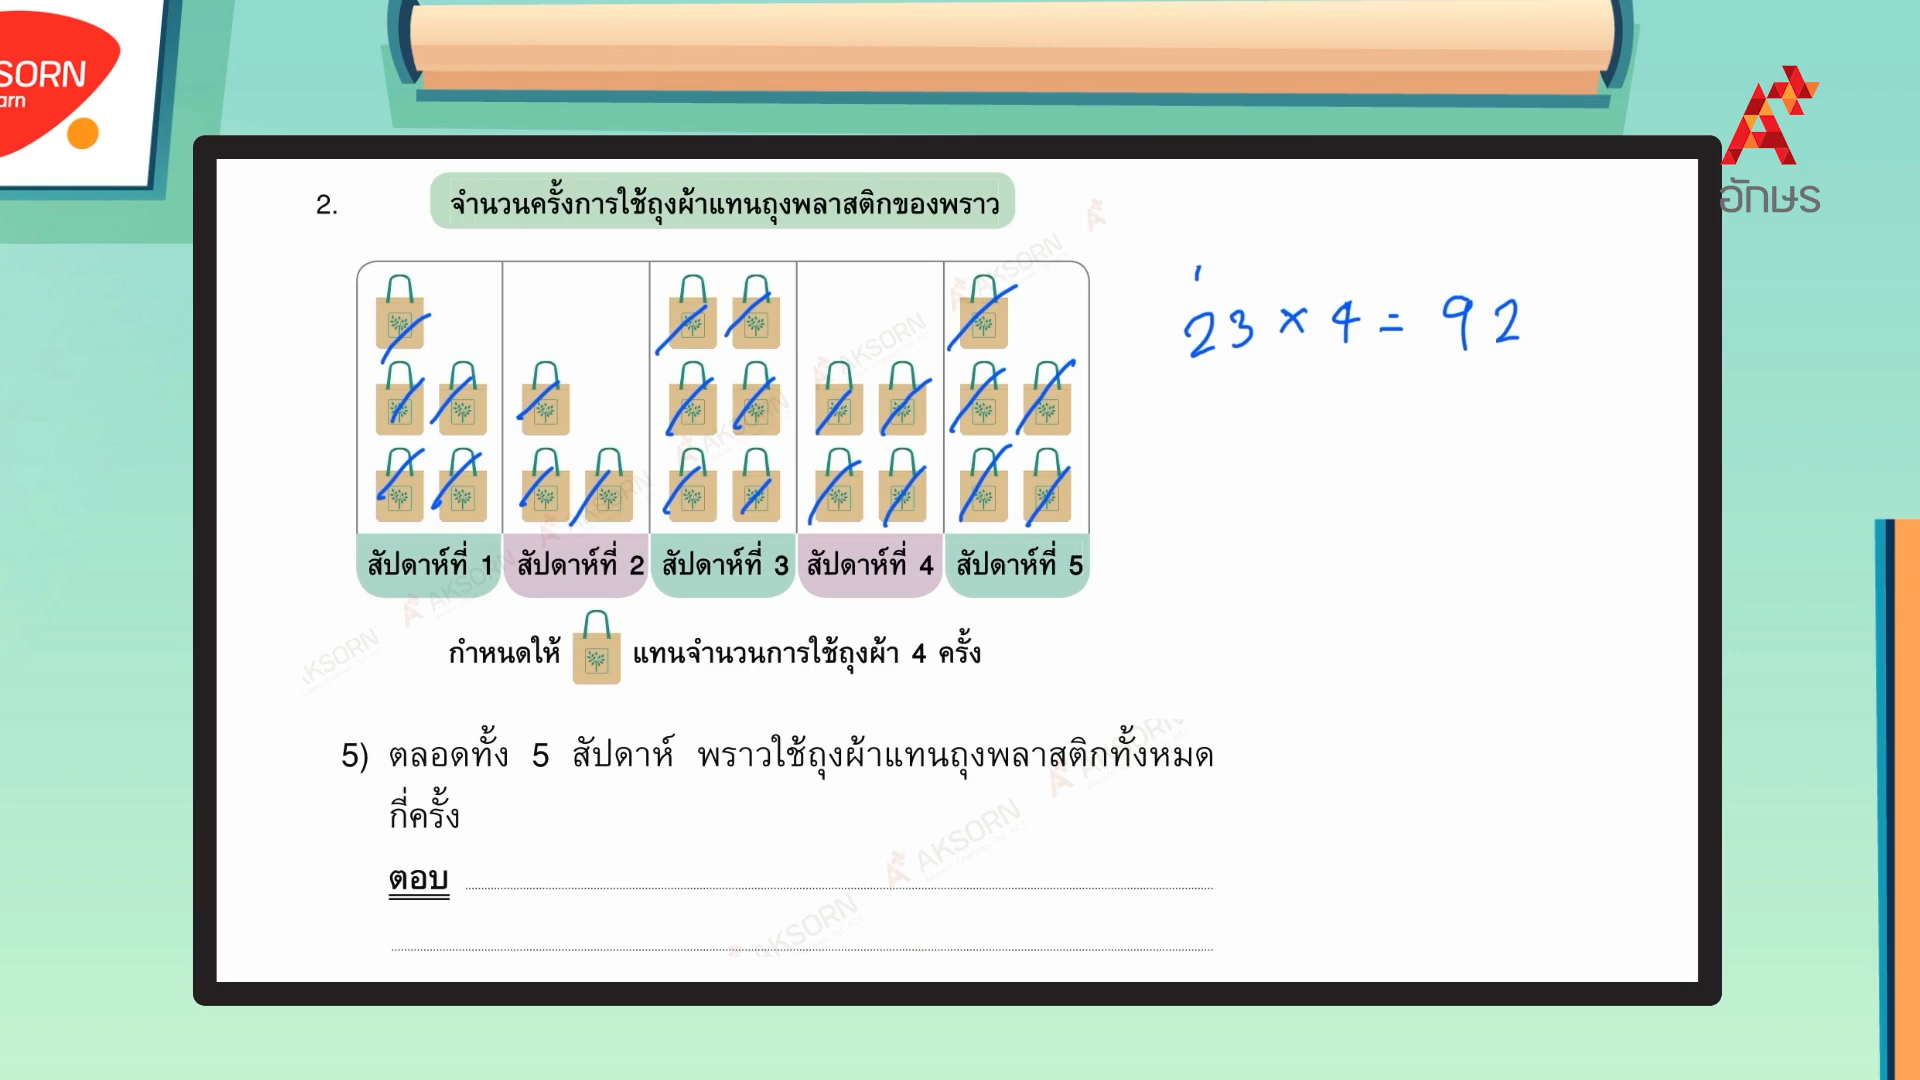 SORN
arn
อักษร
2. จำนวนครั้งการใช้ถุงผ้าแทนถุงพลาสติกของพราว
1
23 × 4 = 92
สัปดาห์ที่ 1 สัปดาห์ที่ 2 สัปดาห์ที่ 3 สัปดาห์ที่ 4 สัปดาห์ที่ 5
กำหนดให้ แทนจำนวนการใช้ถุงผ้า 4 ครั้ง
5) ตลอดทั้ง 5 สัปดาห์ พราวใช้ถุงผ้าแทนถุงพลาสติกทั้งหมด
กี่ครั้ง
ตอบ
AKSORN
AKSORN
AKSORN
AKSORN